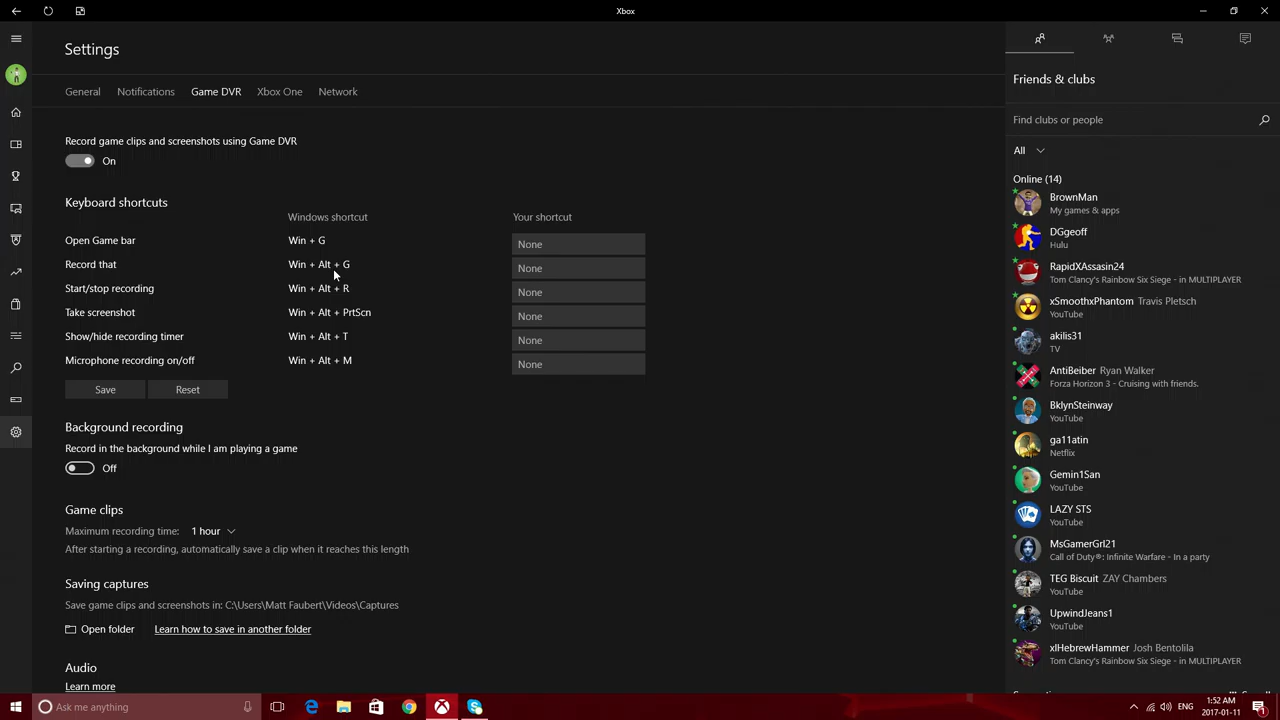 Xbox
Settings
General Notifications Game DVR Xbox One Network
Record game clips and screenshots using Game DVR
On
Keyboard shortcuts
Windows shortcut Your shortcut
Open Game bar Win + G None
Record that Win + Alt + G None
Start/stop recording Win + Alt + R None
Take screenshot Win + Alt + PrtScn None
Show/hide recording timer Win + Alt + T None
Microphone recording on/off Win + Alt + M None
Save Reset
Background recording
Record in the background while I am playing a game
Off
Game clips
Maximum recording time: 1 hour
After starting a recording, automatically save a clip when it reaches this length
Saving captures
Save game clips and screenshots in: C:\Users\Matt Faubert\Videos\Captures
Open folder Learn how to save in another folder
Audio
Learn more
Friends & clubs
Find clubs or people
All
Online (14)
BrownMan
My games & apps
DGgeoff
Hulu
RapidXAssasin24
Tom Clancy's Rainbow Six Siege - in MULTIPLAYER
xSmoothxPhantom Travis Pletsch
YouTube
akilis31
TV
AntiBeiber Ryan Walker
Forza Horizon 3 - Cruising with friends.
BklynSteinway
YouTube
ga11atin
Netflix
Gemin1San
YouTube
LAZY STS
YouTube
MsGamerGrl21
Call of Duty®: Infinite Warfare - In a party
TEG Biscuit ZAY Chambers
YouTube
UpwindJeans1
YouTube
xlHebrewHammer Josh Bentolila
Tom Clancy's Rainbow Six Siege - in MULTIPLAYER
Ask me anything
ENG
1:52 AM
2017-01-11
1